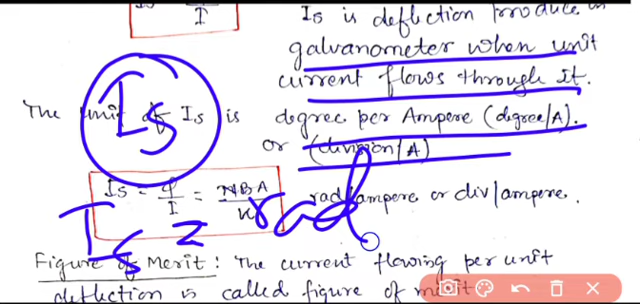 I
Is is deflection produce in
galvanometer when unit
current flows through it.
The unit of Is is
degree per Ampere (degree/A).
or (division/A)
Is
Is = φ/I = NBA/K
rad/ampere or div/ampere.
Is = rad
Figure of Merit: The current flowing per unit
deflection is called figure of merit